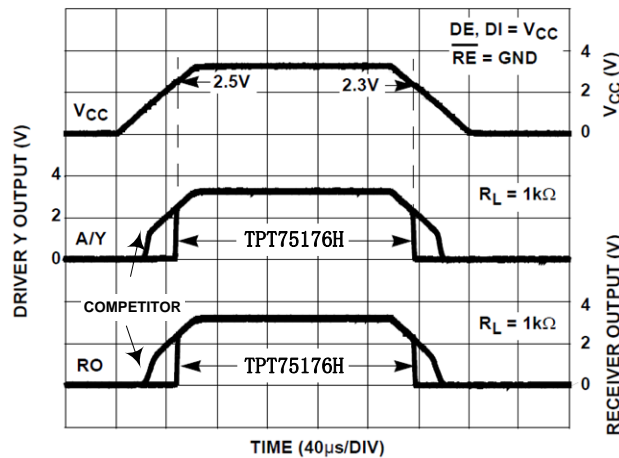 DE, DI = VCC
RE = GND
4
2
0
VCC (V)
2.5V
2.3V
VCC
DRIVER Y OUTPUT (V)
4
2
0
A/Y
RL = 1kΩ
TPT75176H
COMPETITOR
RO
RL = 1kΩ
TPT75176H
4
2
0
RECEIVER OUTPUT (V)
TIME (40µs/DIV)